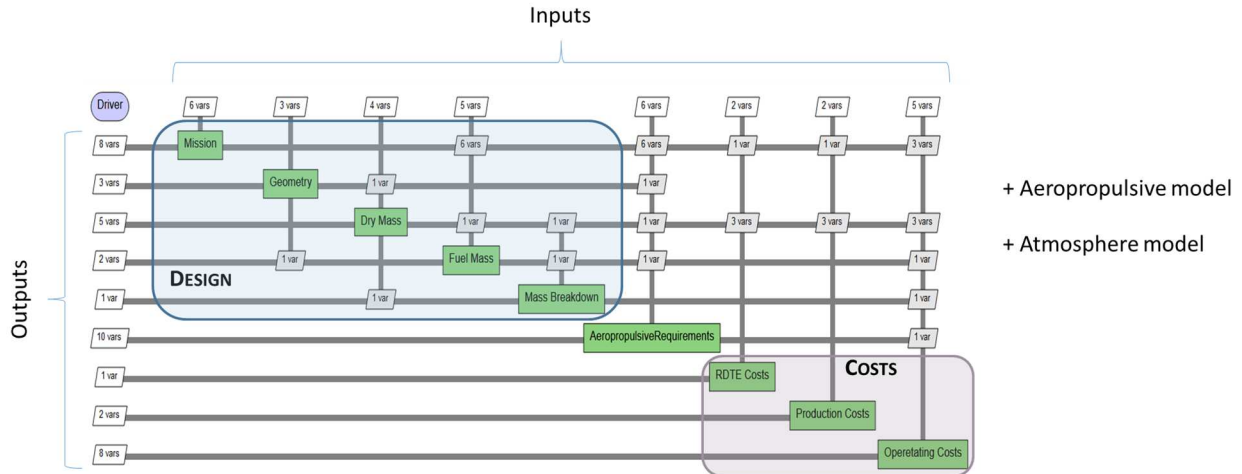 Inputs
Driver
6 vars 3 vars 4 vars 5 vars 6 vars 2 vars 2 vars 5 vars
8 vars Mission 6 vars 6 vars 1 var 1 var 3 vars
3 vars Geometry 1 var 1 var
+ Aeropropulsive model
5 vars Dry Mass 1 var 1 var 1 var 3 vars 3 vars 3 vars
+ Atmosphere model
2 vars 1 var Fuel Mass 1 var 1 var 1 var
DESIGN
1 var 1 var Mass Breakdown 1 var
Outputs
10 vars AeropropulsiveRequirements 1 var
COSTS
1 var RDTE Costs
2 vars Production Costs
8 vars Operetating Costs